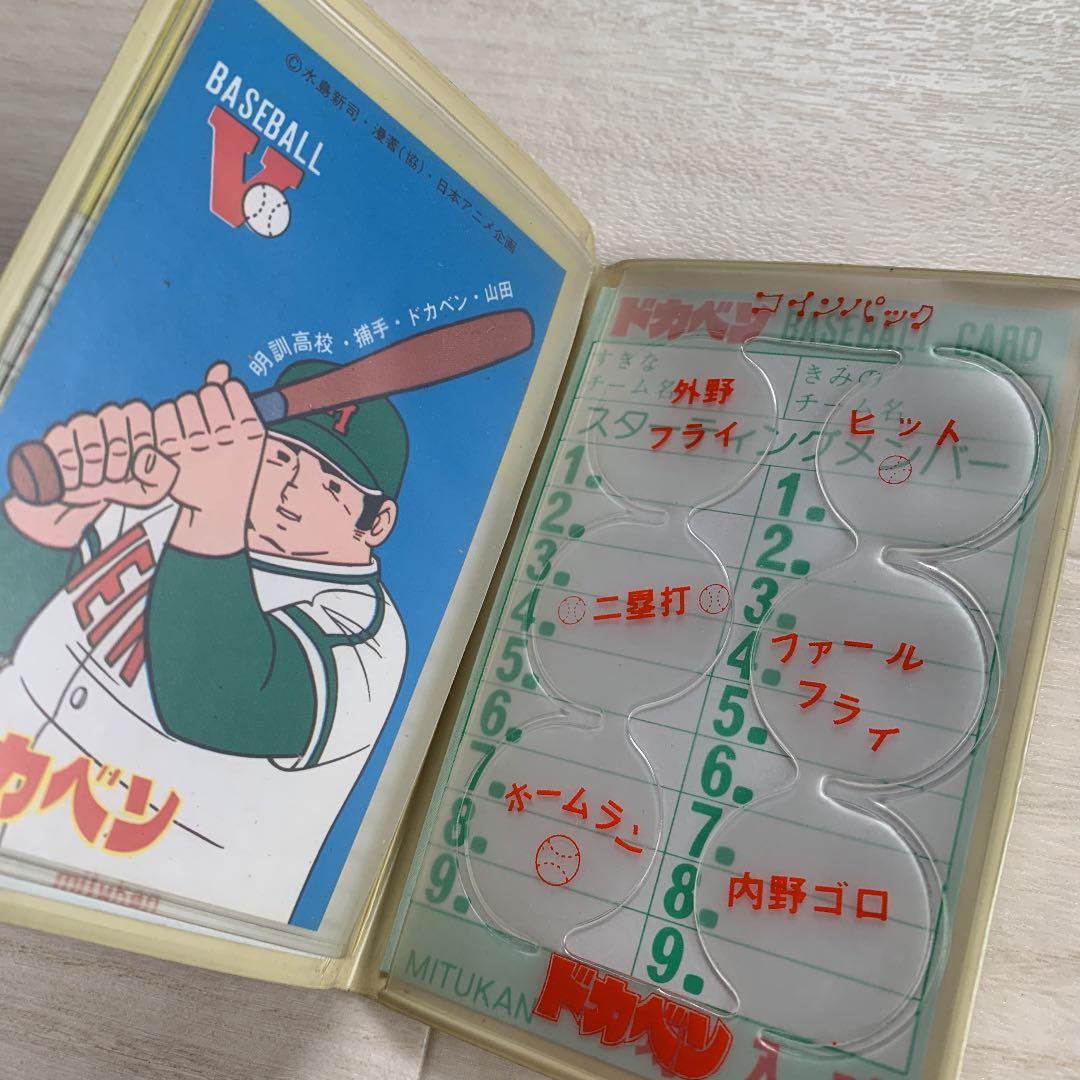 BASEBALL
V
©水島新司・漫著(協)・日本アニメ企画
明訓高校・捕手・ドカベン・山田
M
MEIK
カベン
mitukan
コインパック
ドカベン BASEBALL CARD
すきな
チーム名
きみの
チーム名
スターティングメンバー
外野
フライ
ヒット
二塁打
ファール
フライ
ホームラン
内野ゴロ
1.
2.
3.
4.
5.
6.
7.
8.
9.
1.
2.
3.
4.
5.
6.
7.
8.
9.
MITUKAN
ドカベン